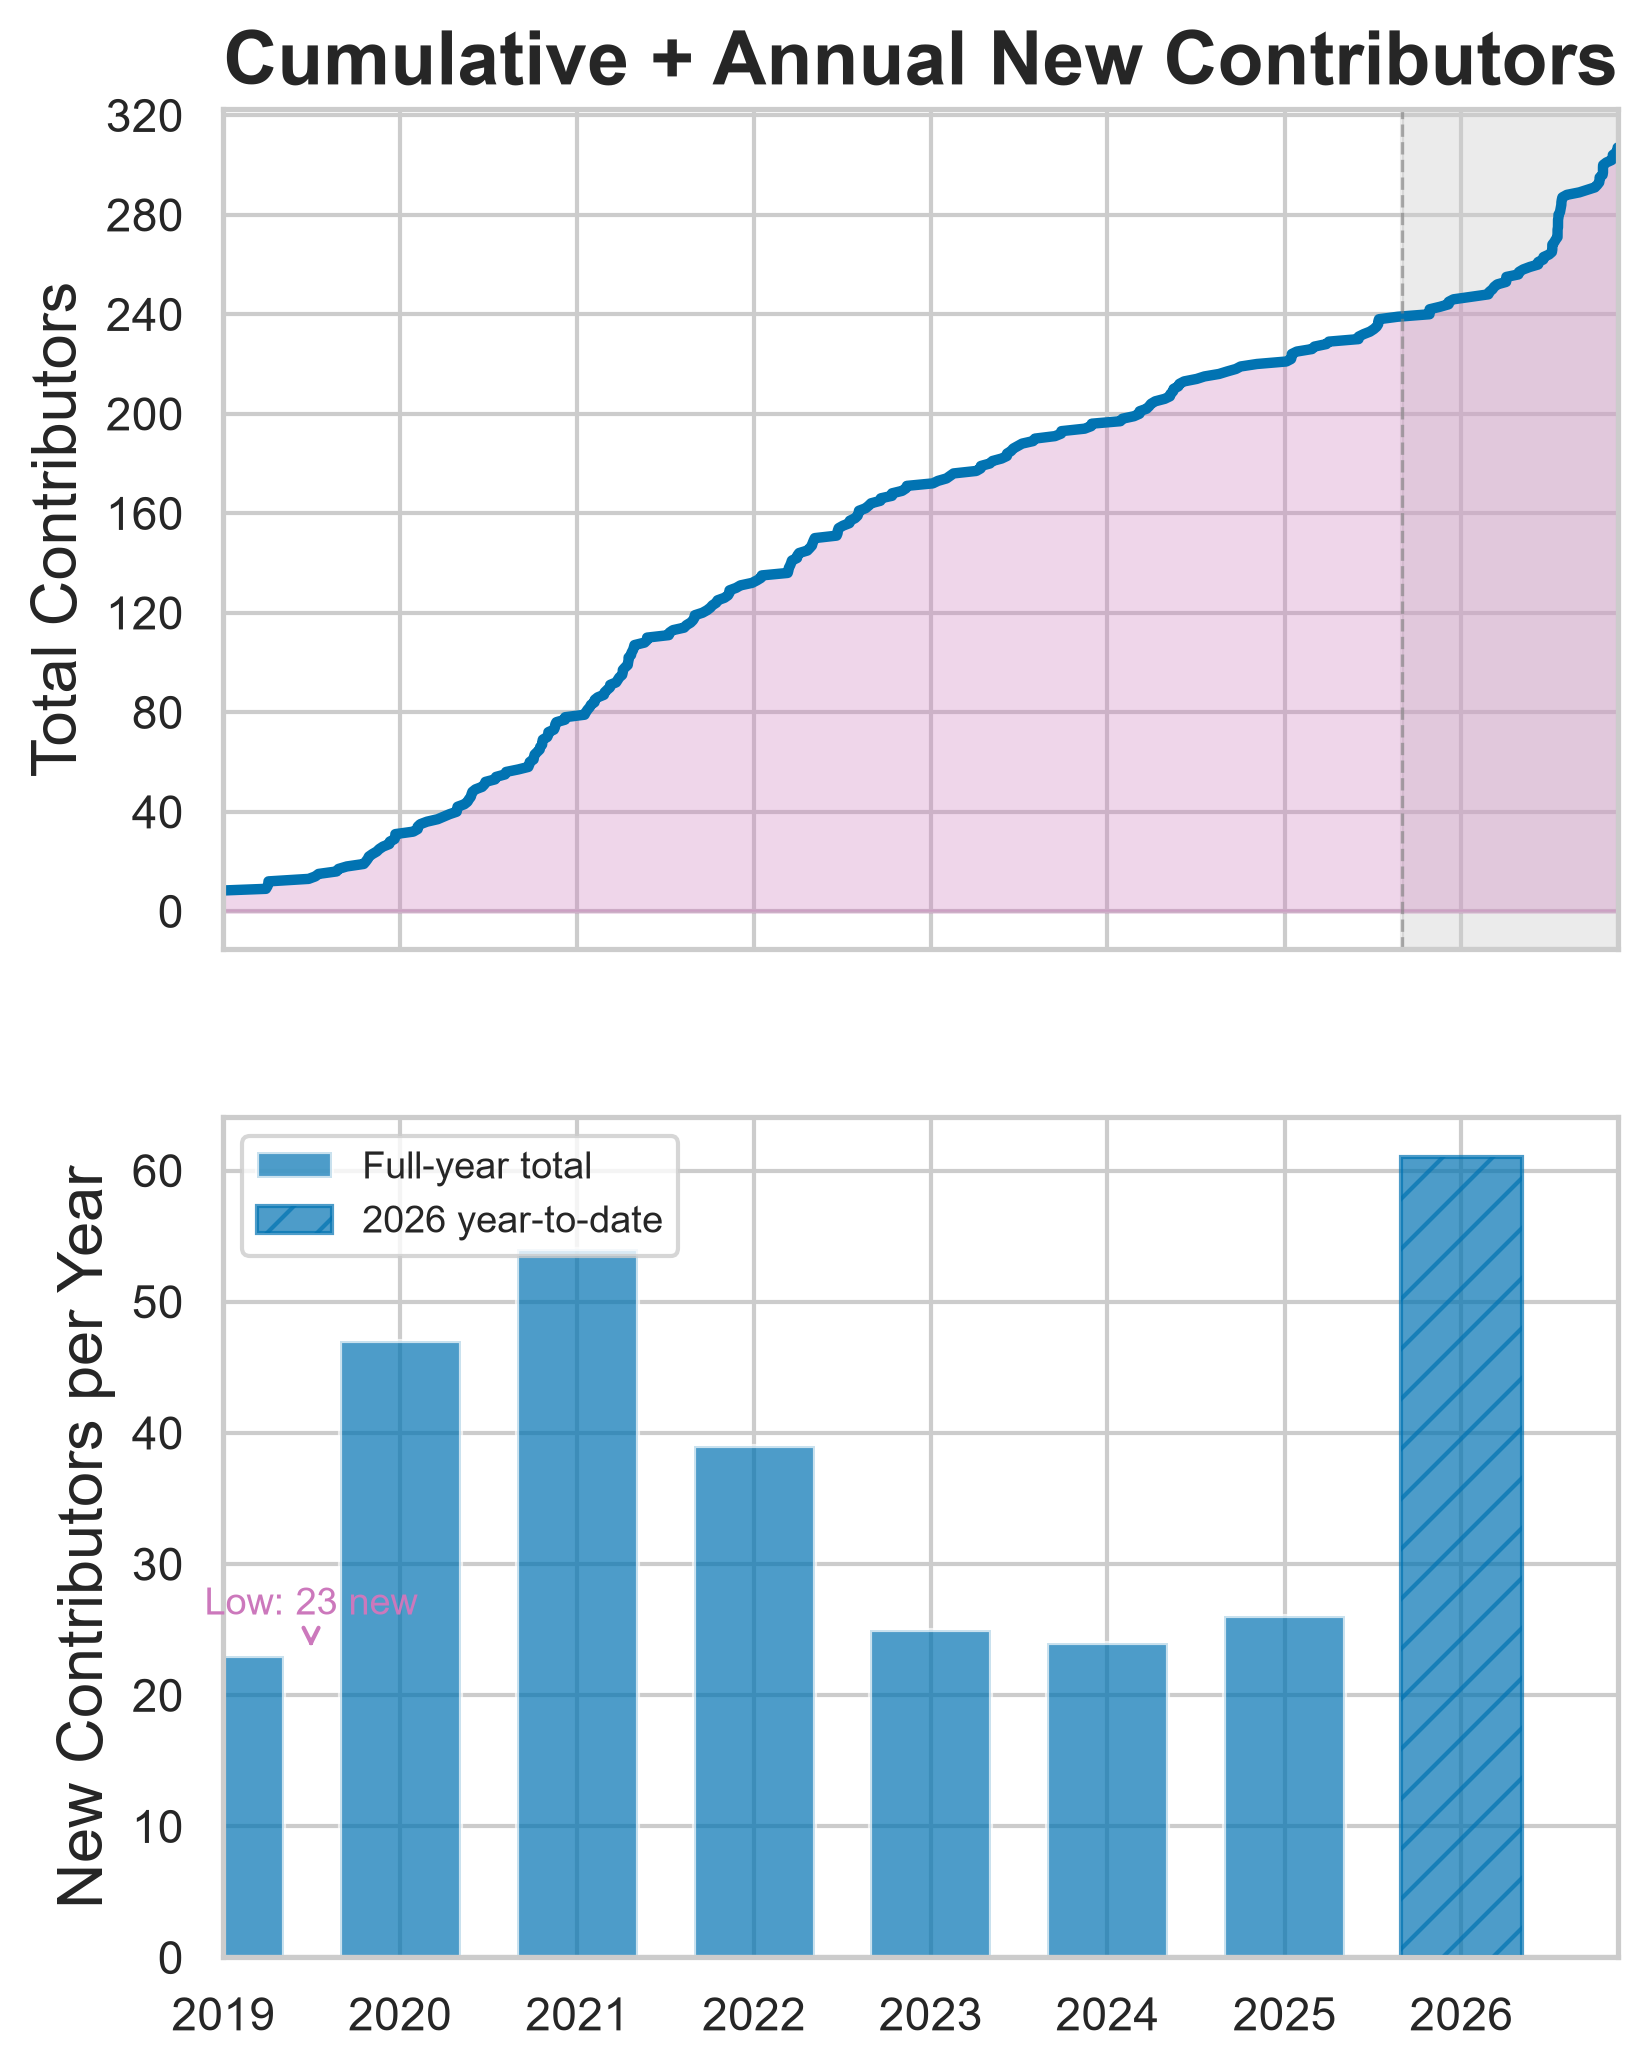 Cumulative + Annual New Contributors
Total Contributors
320
280
240
200
160
120
80
40
0
New Contributors per Year
Full-year total
2026 year-to-date
60
50
40
30
20
10
0
Low: 23 new
2019 2020 2021 2022 2023 2024 2025 2026